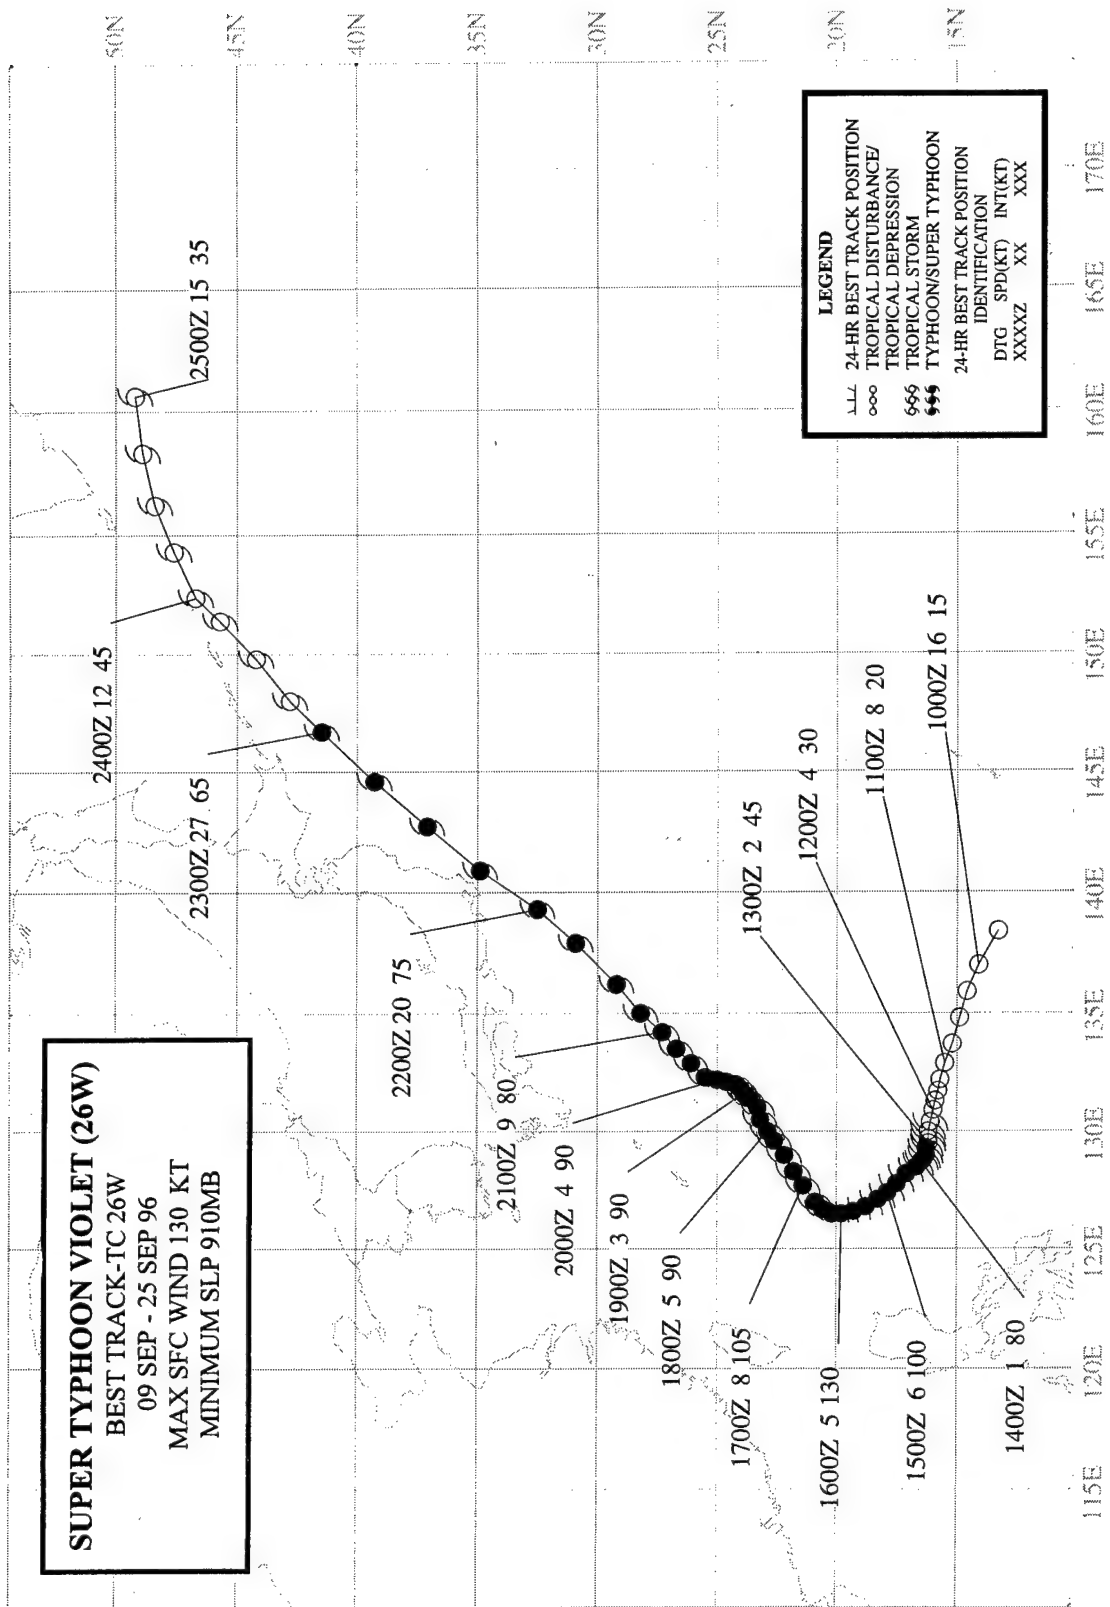 SUPER TYPHOON VIOLET (26W)
BEST TRACK-TC 26W
09 SEP - 25 SEP 96
MAX SFC WIND 130 KT
MINIMUM SLP 910MB
50N
45N
40N
35N
30N
25N
20N
15N
2500Z 15 35
2400Z 12 45
2300Z 27 65
2200Z 20 75
2100Z 9 80
2000Z 4 90
1900Z 3 90
1800Z 5 90
1700Z 8 105
1600Z 5 130
1500Z 6 100
1400Z 1 80
1300Z 2 45
1200Z 4 30
1100Z 8 20
1000Z 16 15
LEGEND
24-HR BEST TRACK POSITION
TROPICAL DISTURBANCE/
TROPICAL DEPRESSION
TROPICAL STORM
TYPHOON/SUPER TYPHOON
24-HR BEST TRACK POSITION
IDENTIFICATION
DTG SPD(KT) INT(KT)
XXXXZ XX XXX
115E
120E
125E
130E
135E
140E
145E
150E
155E
160E
165E
170E